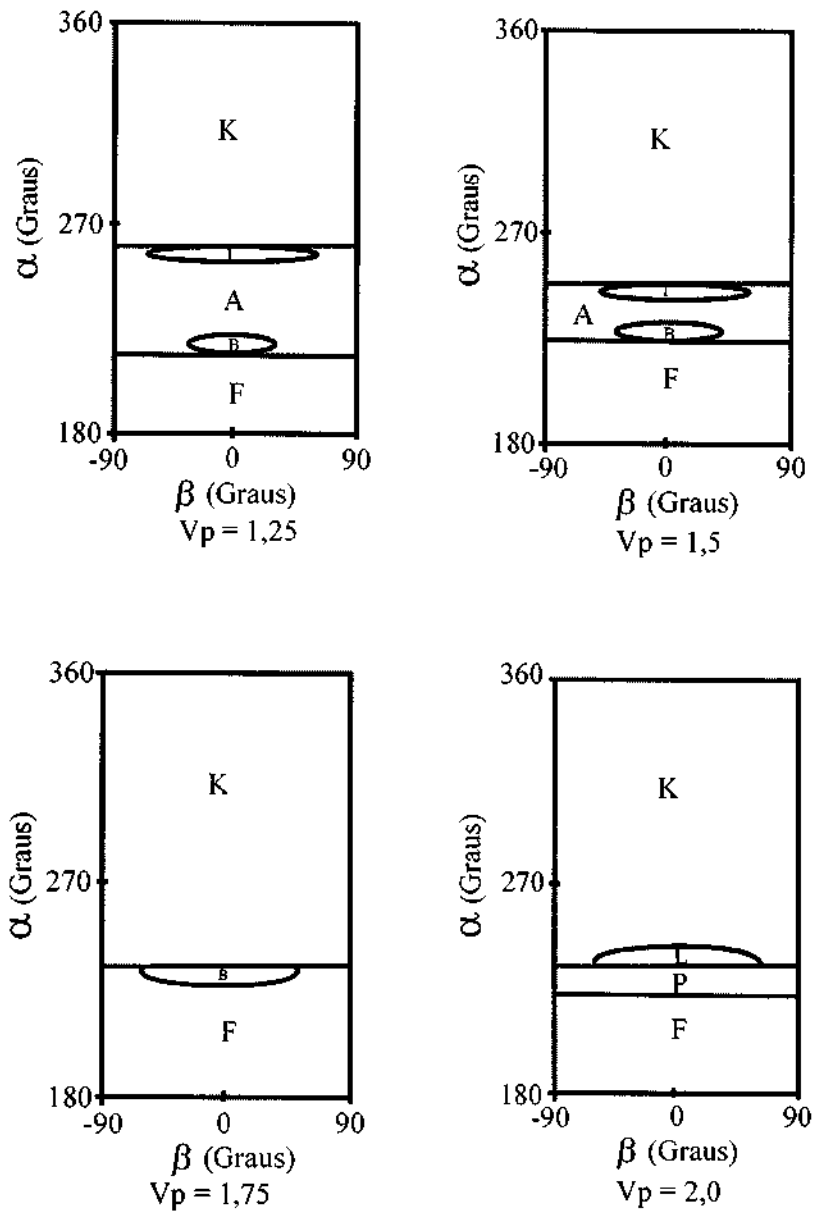 360
K
α (Graus)
270
I
A
B
F
180
-90
0
90
β (Graus)
Vp = 1,25
360
K
α (Graus)
270
I
A
B
F
180
-90
0
90
β (Graus)
Vp = 1,5
360
K
α (Graus)
270
B
F
180
-90
0
90
β (Graus)
Vp = 1,75
360
K
α (Graus)
270
P
F
180
-90
0
90
β (Graus)
Vp = 2,0